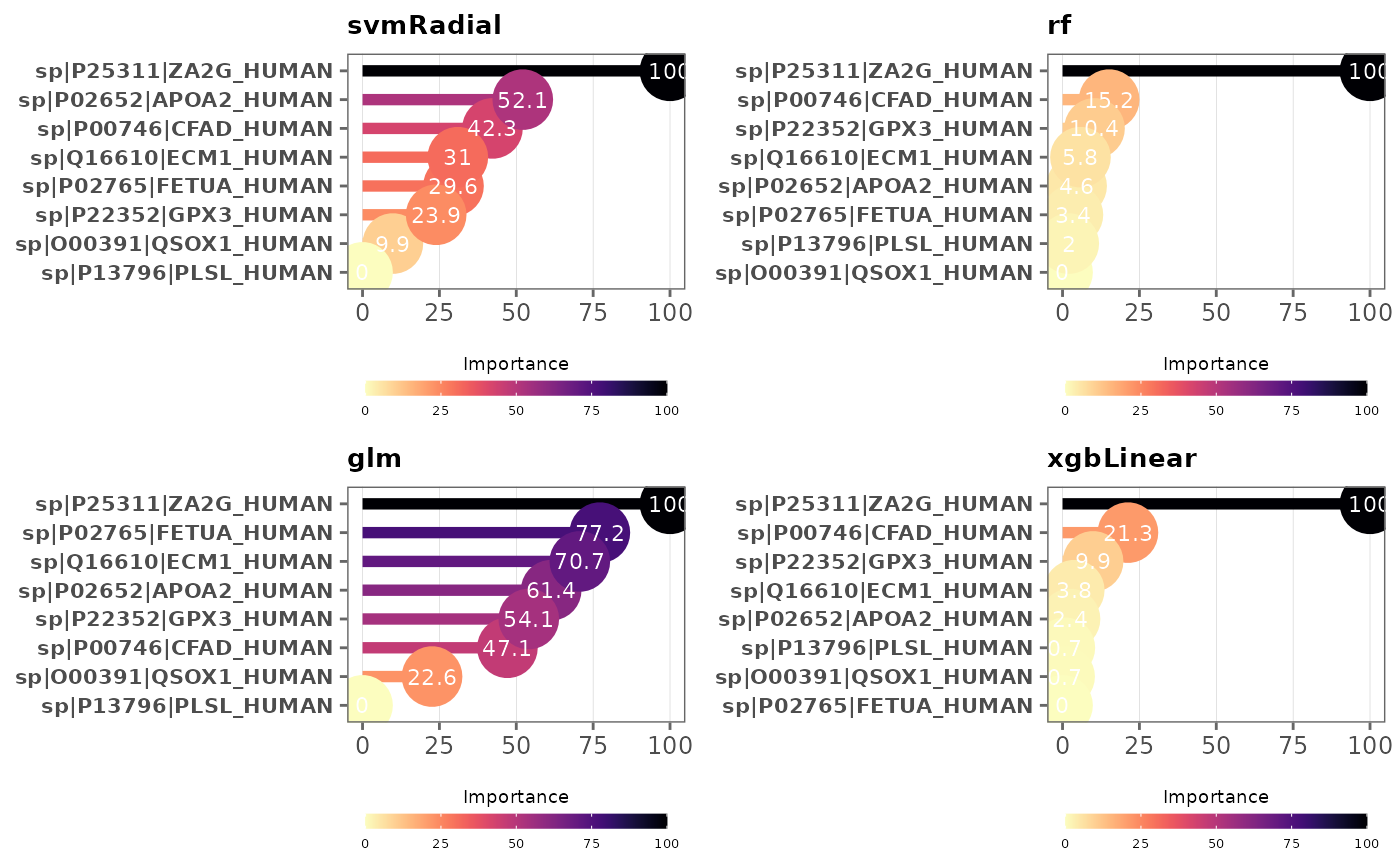 svmRadial
sp|P25311|ZA2G_HUMAN 100
sp|P02652|APOA2_HUMAN 52.1
sp|P00746|CFAD_HUMAN 42.3
sp|Q16610|ECM1_HUMAN 31
sp|P02765|FETUA_HUMAN 29.6
sp|P22352|GPX3_HUMAN 23.9
sp|O00391|QSOX1_HUMAN 9.9
sp|P13796|PLSL_HUMAN 0
0 25 50 75 100
Importance
0 25 50 75 100
rf
sp|P25311|ZA2G_HUMAN 100
sp|P00746|CFAD_HUMAN 15.2
sp|P22352|GPX3_HUMAN 10.4
sp|Q16610|ECM1_HUMAN 5.8
sp|P02652|APOA2_HUMAN 4.6
sp|P02765|FETUA_HUMAN 3.4
sp|P13796|PLSL_HUMAN 2
sp|O00391|QSOX1_HUMAN 0
0 25 50 75 100
Importance
0 25 50 75 100
glm
sp|P25311|ZA2G_HUMAN 100
sp|P02765|FETUA_HUMAN 77.2
sp|Q16610|ECM1_HUMAN 70.7
sp|P02652|APOA2_HUMAN 61.4
sp|P22352|GPX3_HUMAN 54.1
sp|P00746|CFAD_HUMAN 47.1
sp|O00391|QSOX1_HUMAN 22.6
sp|P13796|PLSL_HUMAN 0
0 25 50 75 100
Importance
0 25 50 75 100
xgbLinear
sp|P25311|ZA2G_HUMAN 100
sp|P00746|CFAD_HUMAN 21.3
sp|P22352|GPX3_HUMAN 9.9
sp|Q16610|ECM1_HUMAN 3.8
sp|P02652|APOA2_HUMAN 2.4
sp|P13796|PLSL_HUMAN 0.7
sp|O00391|QSOX1_HUMAN 0.7
sp|P02765|FETUA_HUMAN 0
0 25 50 75 100
Importance
0 25 50 75 100